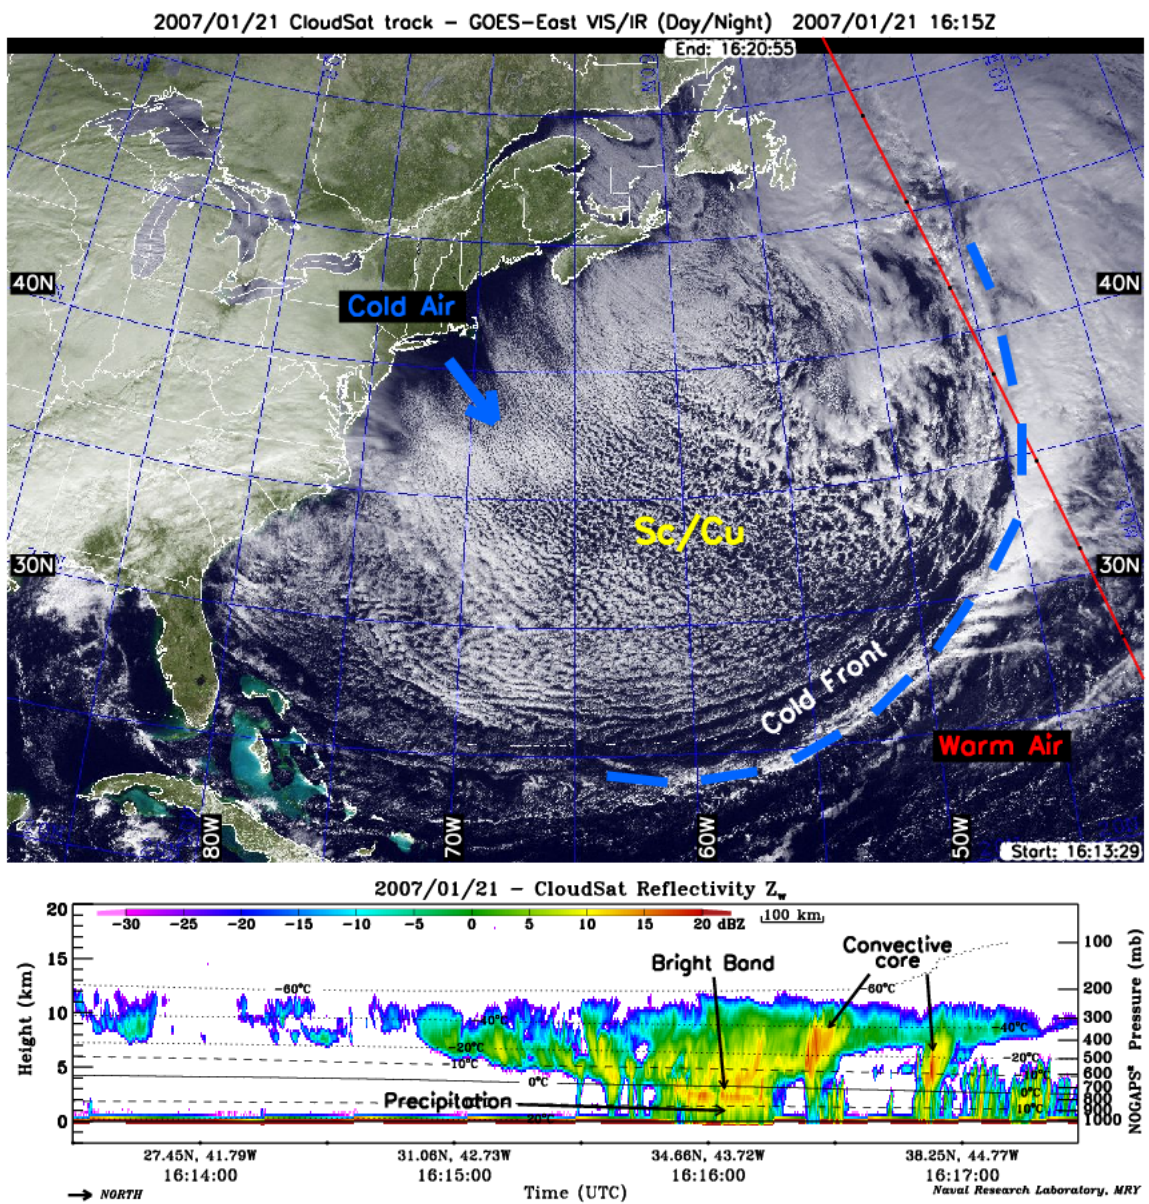 2007/01/21 CloudSat track – GOES–East VIS/IR (Day/Night) 2007/01/21 16:15Z
End: 16:20:55
40N
40N
Cold Air
Sc/Cu
30N
30N
Cold Front
Warm Air
80W
70W
60W
50W
Start: 16:13:29
2007/01/21 – CloudSat Reflectivity Zw
20
15
10
5
0
Height (km)
−30 −25 −20 −15 −10 −5 0 5 10 15 20 dBZ
100 km
Bright Band
Convective
core
Precipitation
−60°C
−60°C
−40°C
−40°C
−20°C
−20°C
−10°C
10°C
0°C
0°C
10°C
20°C
100
200
300
400
500
600
700
800
900
1000
NOGAPS* Pressure (mb)
27.45N, 41.79W 31.06N, 42.73W 34.66N, 43.72W 38.25N, 44.77W
16:14:00 16:15:00 16:16:00 16:17:00
NORTH
Time (UTC)
Naval Research Laboratory, MRY